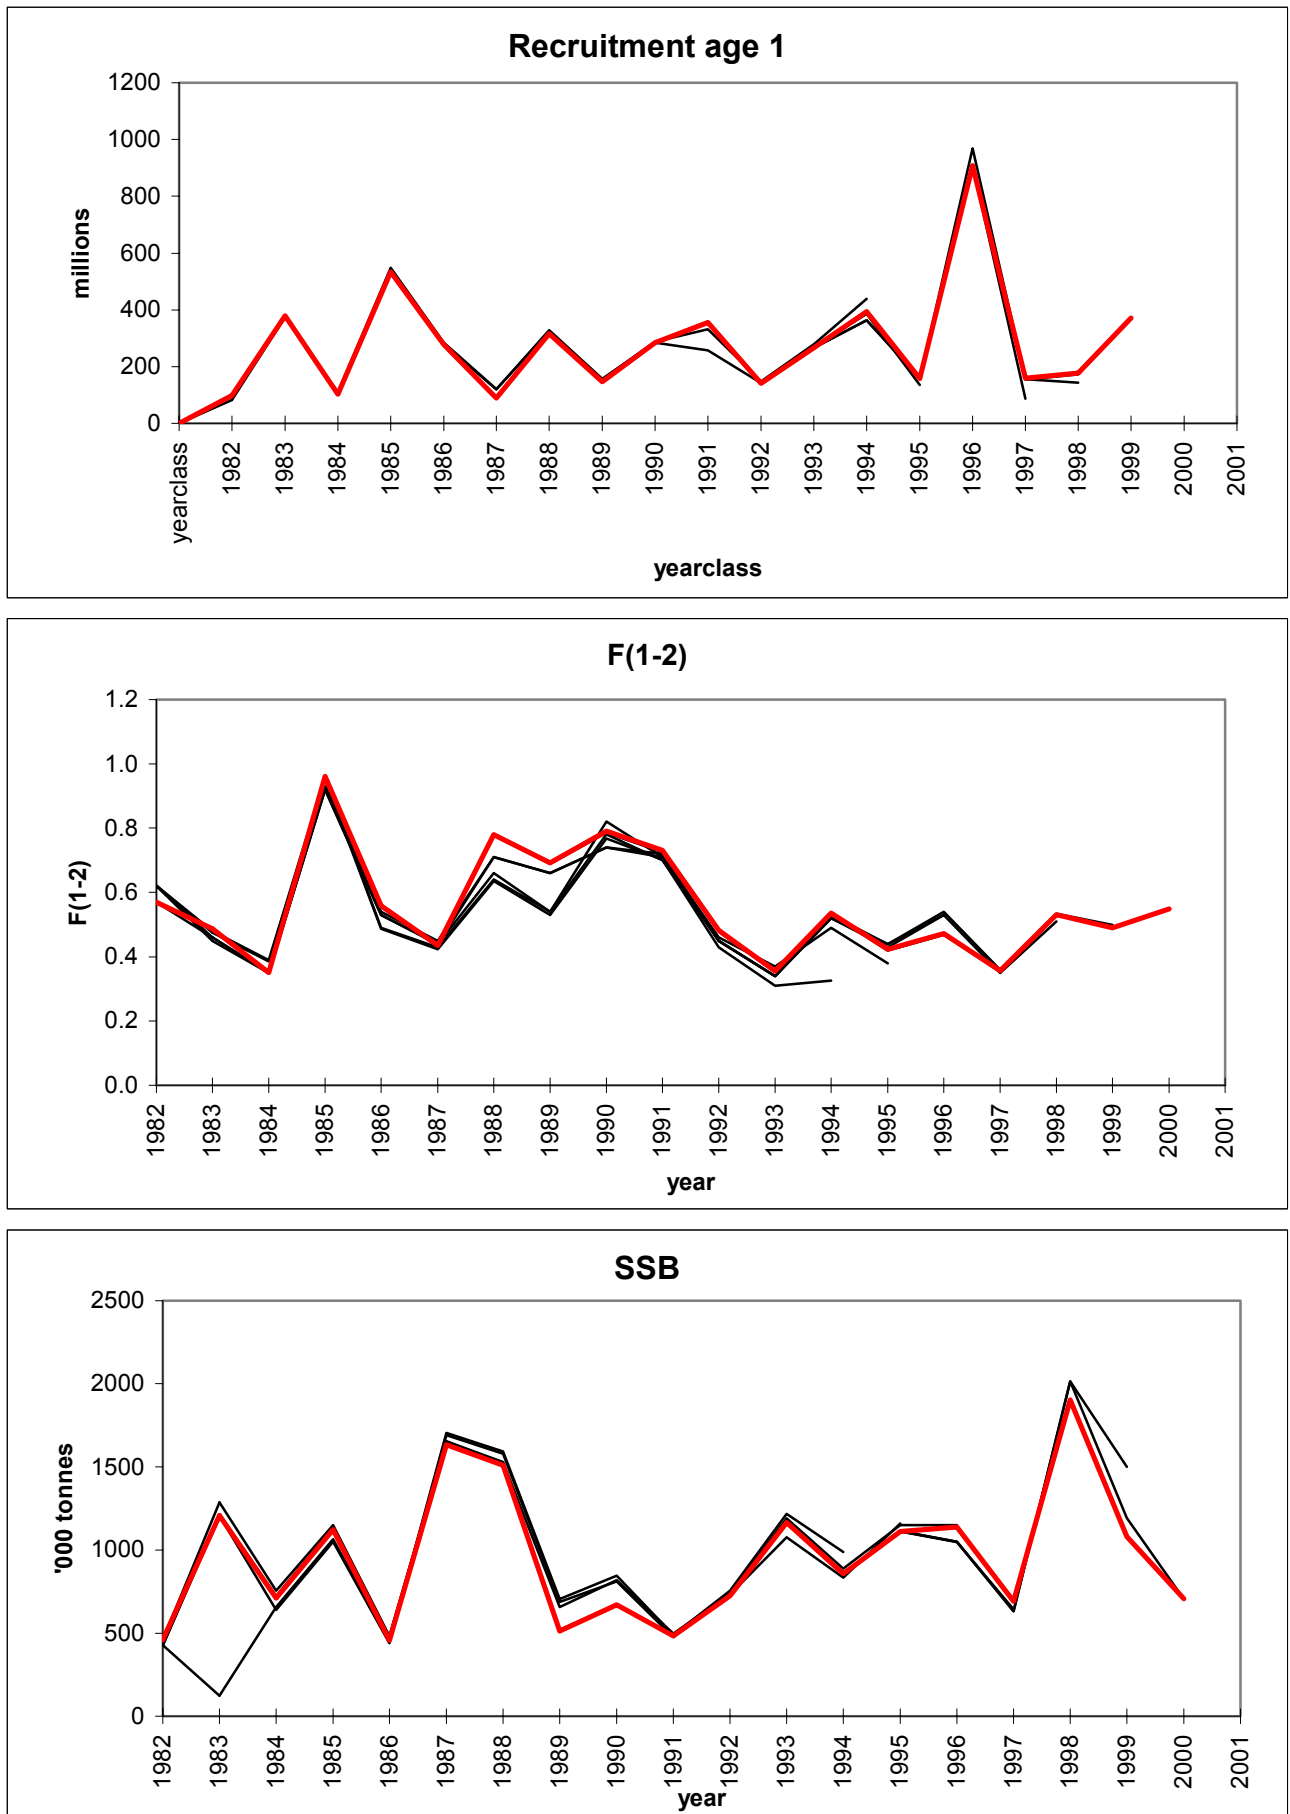 Recruitment age 1
1200
1000
800
600
400
200
0
millions
yearclass 1982 1983 1984 1985 1986 1987 1988 1989 1990 1991 1992 1993 1994 1995 1996 1997 1998 1999 2000 2001
yearclass
F(1-2)
1.2
1.0
0.8
0.6
0.4
0.2
0.0
F(1-2)
1982 1983 1984 1985 1986 1987 1988 1989 1990 1991 1992 1993 1994 1995 1996 1997 1998 1999 2000 2001
year
SSB
2500
2000
1500
1000
500
0
'000 tonnes
1982 1983 1984 1985 1986 1987 1988 1989 1990 1991 1992 1993 1994 1995 1996 1997 1998 1999 2000 2001
year